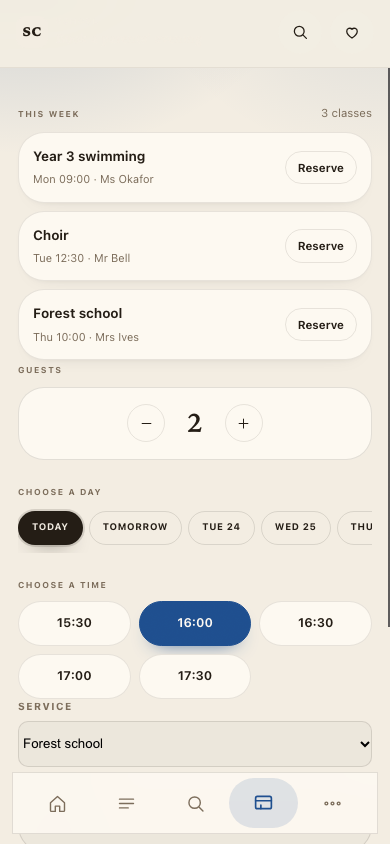 SC
THIS WEEK
3 classes
Year 3 swimming
Mon 09:00 · Ms Okafor
Reserve
Choir
Tue 12:30 · Mr Bell
Reserve
Forest school
Thu 10:00 · Mrs Ives
Reserve
GUESTS
− 2 +
CHOOSE A DAY
TODAY TOMORROW TUE 24 WED 25 THU
CHOOSE A TIME
15:30 16:00 16:30
17:00 17:30
SERVICE
Forest school